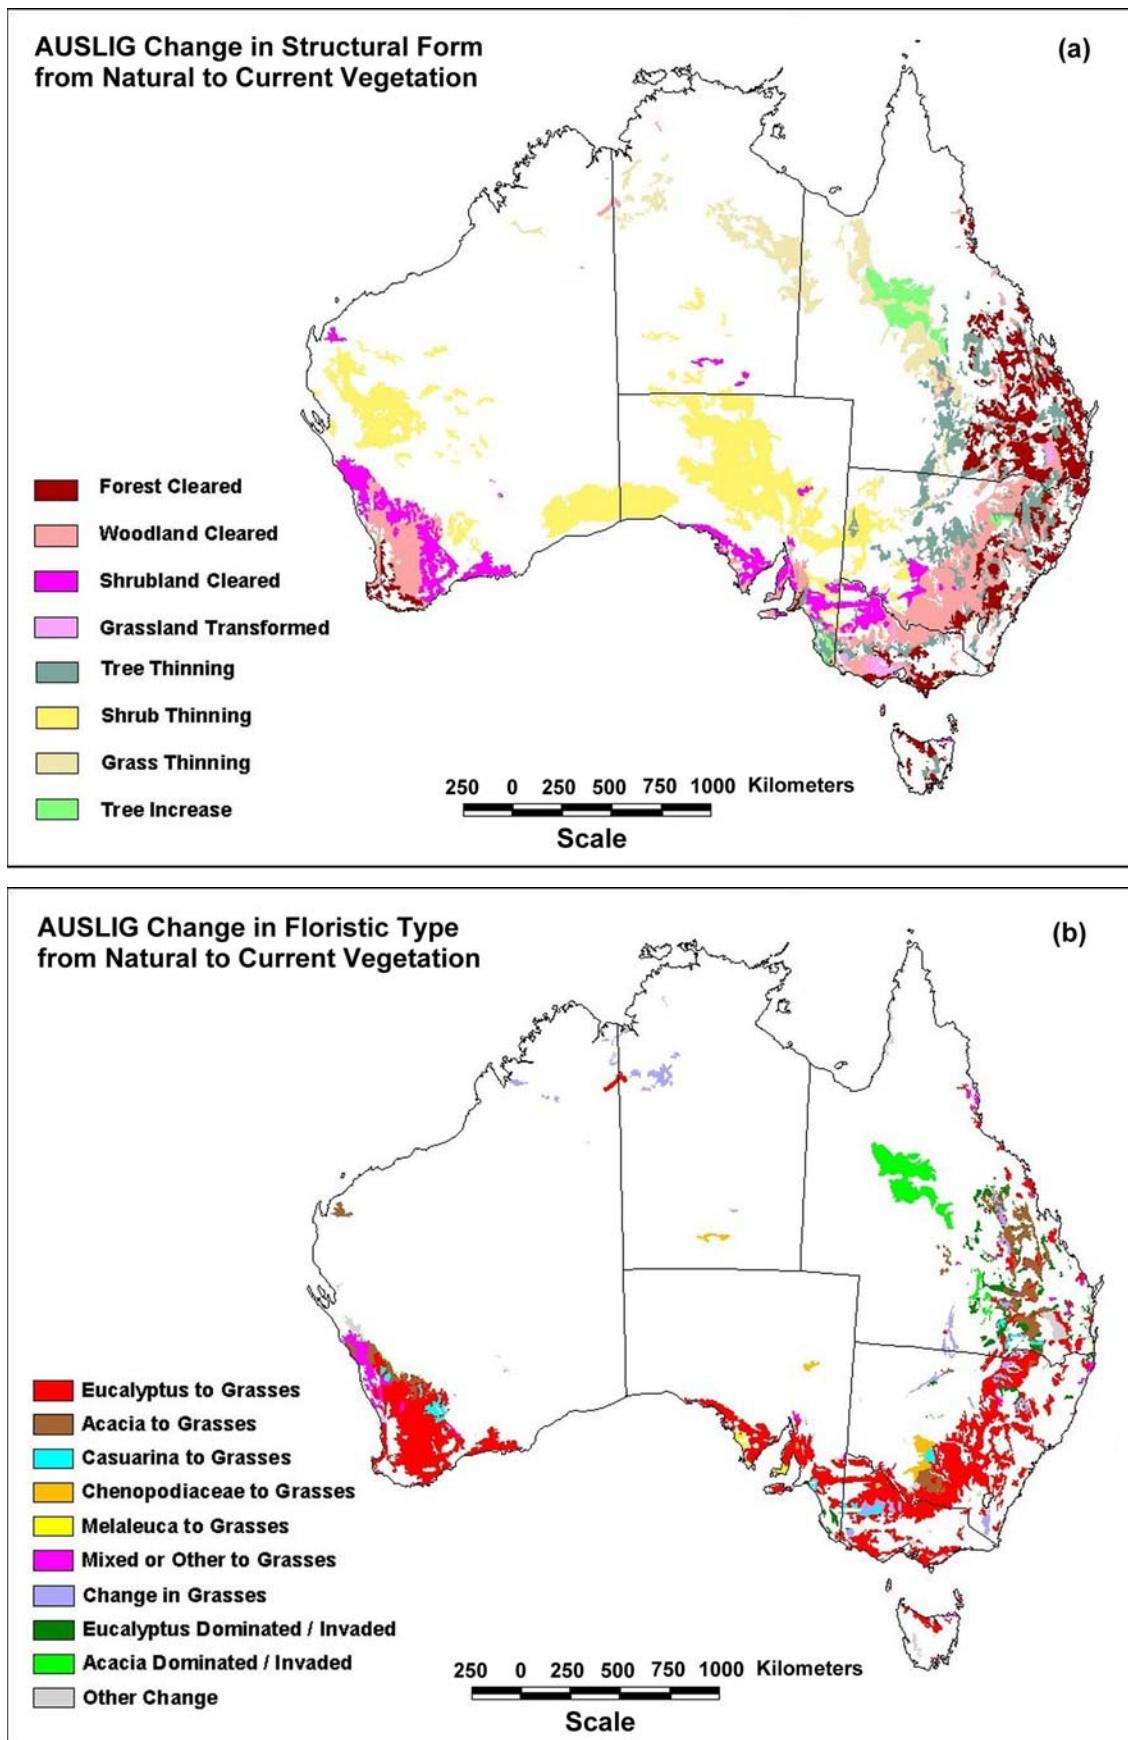 AUSLIG Change in Structural Form
from Natural to Current Vegetation
(a)
Forest Cleared
Woodland Cleared
Shrubland Cleared
Grassland Transformed
Tree Thinning
Shrub Thinning
Grass Thinning
Tree Increase
250 0 250 500 750 1000 Kilometers
Scale
AUSLIG Change in Floristic Type
from Natural to Current Vegetation
(b)
Eucalyptus to Grasses
Acacia to Grasses
Casuarina to Grasses
Chenopodiaceae to Grasses
Melaleuca to Grasses
Mixed or Other to Grasses
Change in Grasses
Eucalyptus Dominated / Invaded
Acacia Dominated / Invaded
Other Change
250 0 250 500 750 1000 Kilometers
Scale